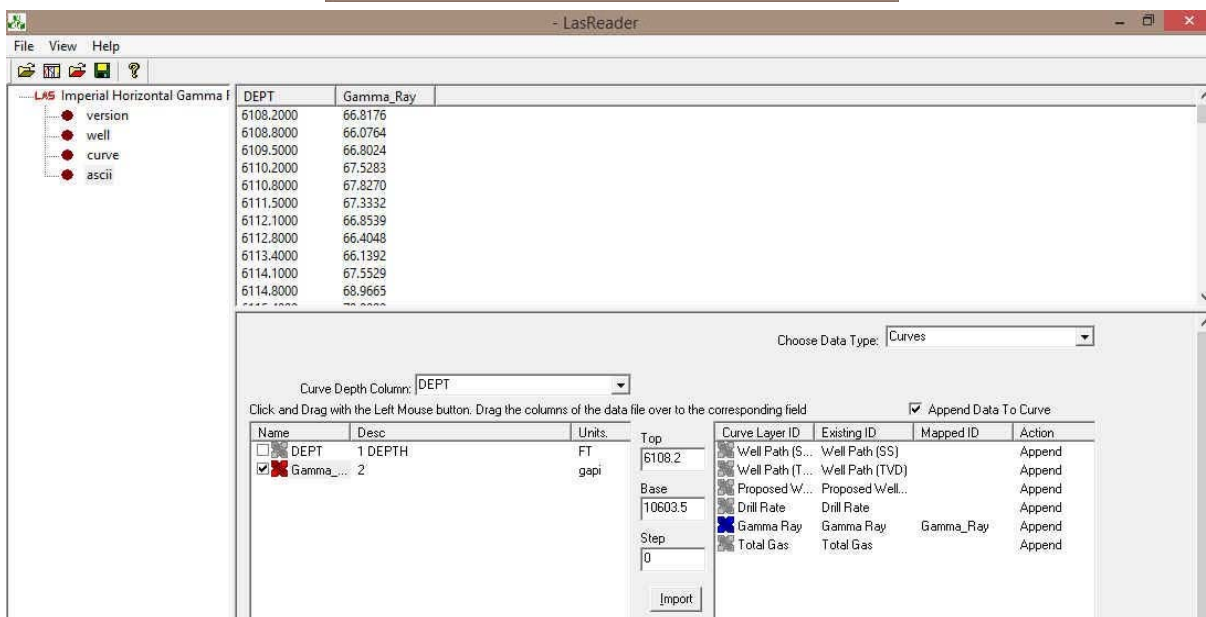 - LasReader
File View Help
LAS Imperial Horizontal Gamma
version
well
curve
ascii
DEPT Gamma_Ray
6108.2000 66.8176
6108.8000 66.0764
6109.5000 66.8024
6110.2000 67.5283
6110.8000 67.8270
6111.5000 67.3332
6112.1000 66.8539
6112.8000 66.4048
6113.4000 66.1392
6114.1000 67.5529
6114.8000 68.9665
Choose Data Type: Curves
Curve Depth Column: DEPT
Click and Drag with the Left Mouse button. Drag the columns of the data file over to the corresponding field
Append Data To Curve
Name Desc Units.
DEPT 1 DEPTH FT
Gamma_... 2 gapi
Top
6108.2
Base
10603.5
Step
0
Import
Curve Layer ID Existing ID Mapped ID Action
Well Path (S... Well Path (SS) Append
Well Path (T... Well Path (TVD) Append
Proposed W... Proposed Well... Append
Drill Rate Drill Rate Append
Gamma Ray Gamma Ray Gamma_Ray Append
Total Gas Total Gas Append